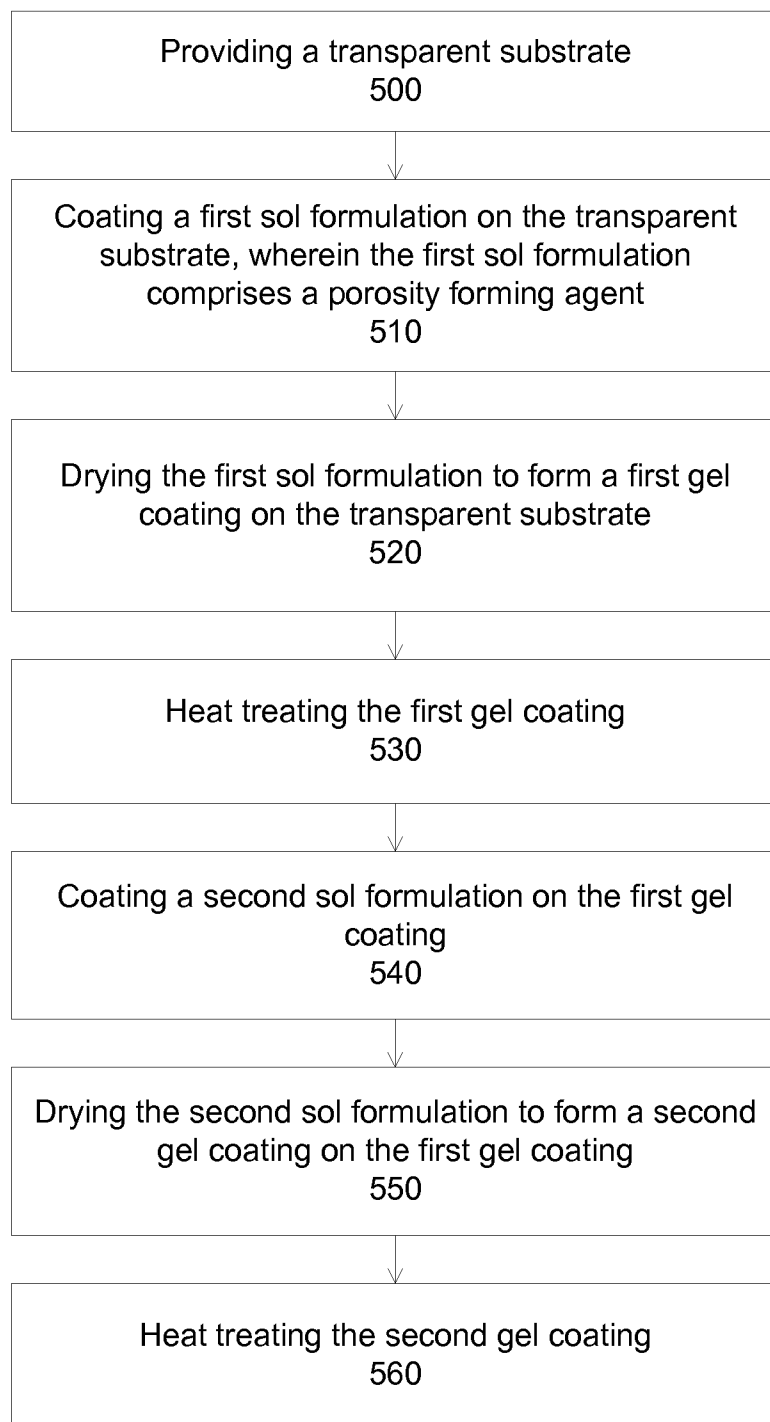 Providing a transparent substrate
500
Coating a first sol formulation on the transparent
substrate, wherein the first sol formulation
comprises a porosity forming agent
510
Drying the first sol formulation to form a first gel
coating on the transparent substrate
520
Heat treating the first gel coating
530
Coating a second sol formulation on the first gel
coating
540
Drying the second sol formulation to form a second
gel coating on the first gel coating
550
Heat treating the second gel coating
560